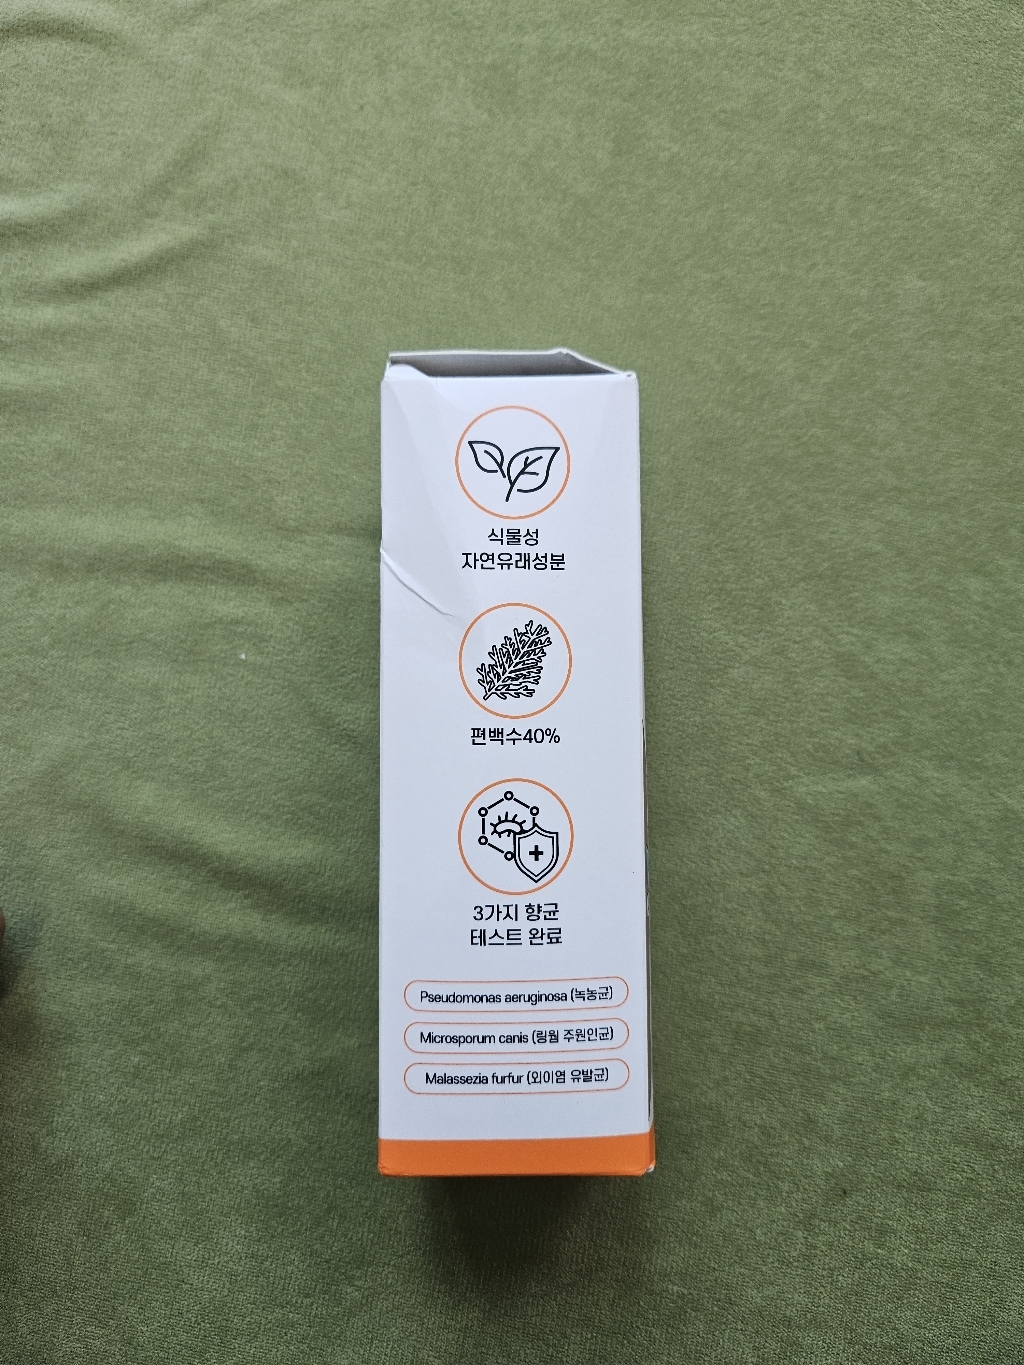 식물성
자연유래성분
편백수40%
3가지 향균
테스트 완료
Pseudomonas aeruginosa (녹농균)
Microsporum canis (링웜 주원인균)
Malassezia furfur (외이염 유발균)